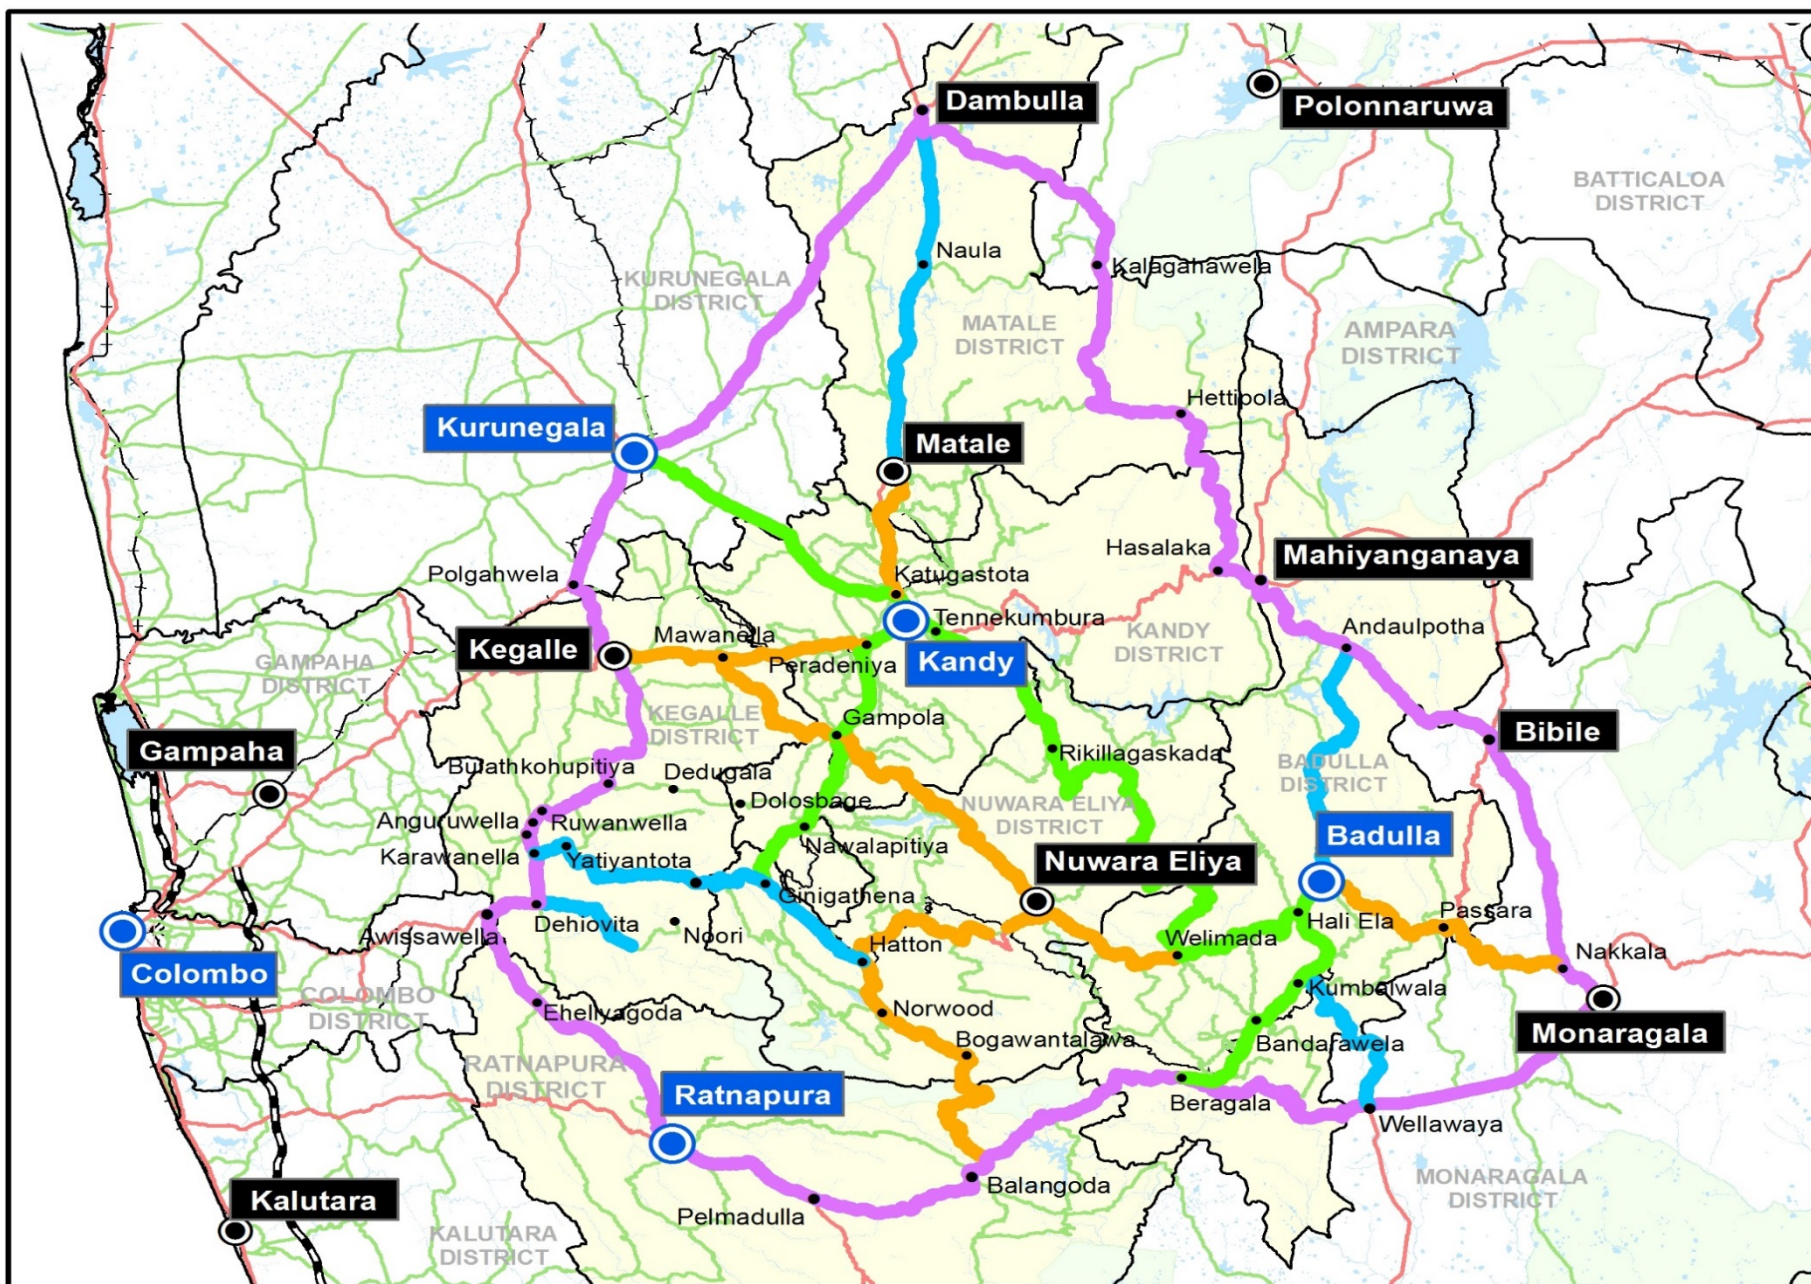 Dambulla
Polonnaruwa
BATTICALOA
DISTRICT
Naula
Kalagahawela
KURUNEGALA
DISTRICT
MATALE
DISTRICT
AMPARA
DISTRICT
Hettipola
Kurunegala
Matale
Hasalaka
Mahiyanganaya
Polgahwela
Katugastota
Tennekumbura
Andaulpotha
Mawanella
KANDY
DISTRICT
Kegalle
Peradeniya
Kandy
GAMPAHA
DISTRICT
KEGALLE
DISTRICT
Gampola
Gampaha
Rikillagaskada
Bibile
BADULLA
DISTRICT
Bulathkohupitiya
Dedugala
Dolosbage
NUWARA ELIYA
DISTRICT
Anguruwella
Ruwanwella
Badulla
Karawanella
Yatiyantota
Nawalapitiya
Nuwara Eliya
Ginigathena
Passara
Dehiovita
Hali Ela
Awissawella
Noori
Hatton
Welimada
Nakkala
Colombo
COLOMBO
DISTRICT
Eheliyagoda
Norwood
Kumbalwala
Monaragala
Bogawantalawa
Bandarawela
RATNAPURA
DISTRICT
Ratnapura
Beragala
Wellawaya
Kalutara
Balangoda
MONARAGALA
DISTRICT
Pelmadulla
KALUTARA
DISTRICT